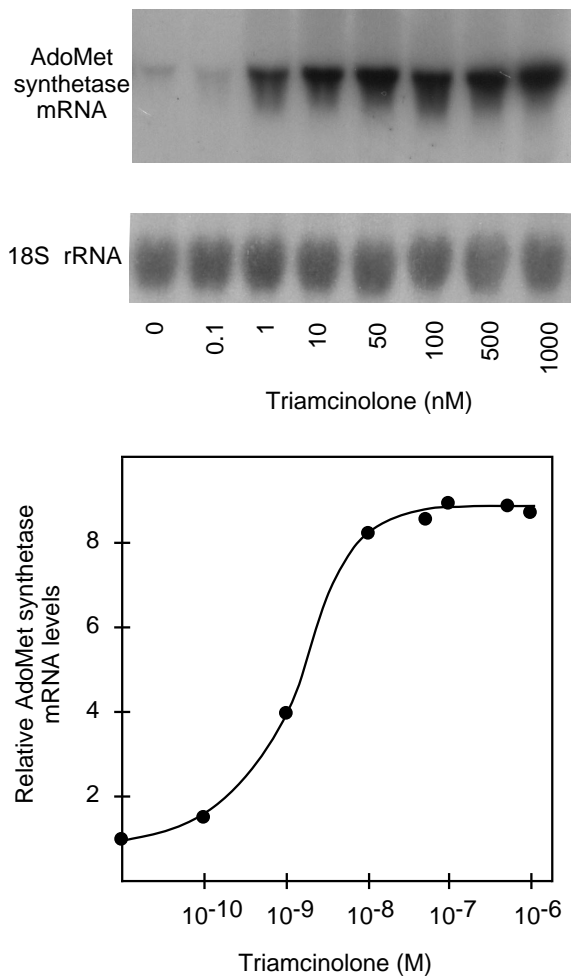 AdoMet
synthetase
mRNA
18S rRNA
0 0.1 1 10 50 100 500 1000
Triamcinolone (nM)
Relative AdoMet synthetase
mRNA levels
8
6
4
2
10-10 10-9 10-8 10-7 10-6
Triamcinolone (M)